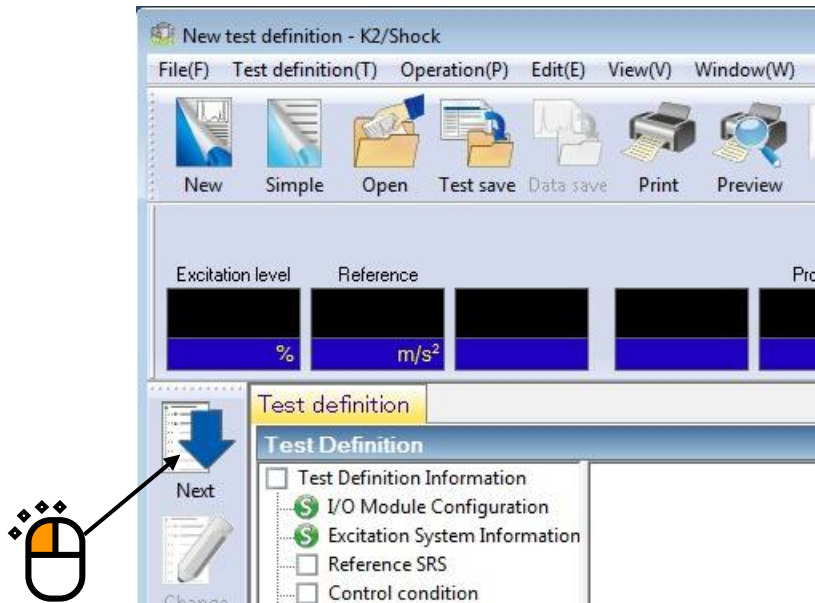 New test definition - K2/Shock
File(F) Test definition(T) Operation(P) Edit(E) View(V) Window(W)
New Simple Open Test save Data save Print Preview
Excitation level Reference
% m/s²
Test definition
Test Definition
Next
Test Definition Information
S I/O Module Configuration
S Excitation System Information
Reference SRS
Control condition
Change